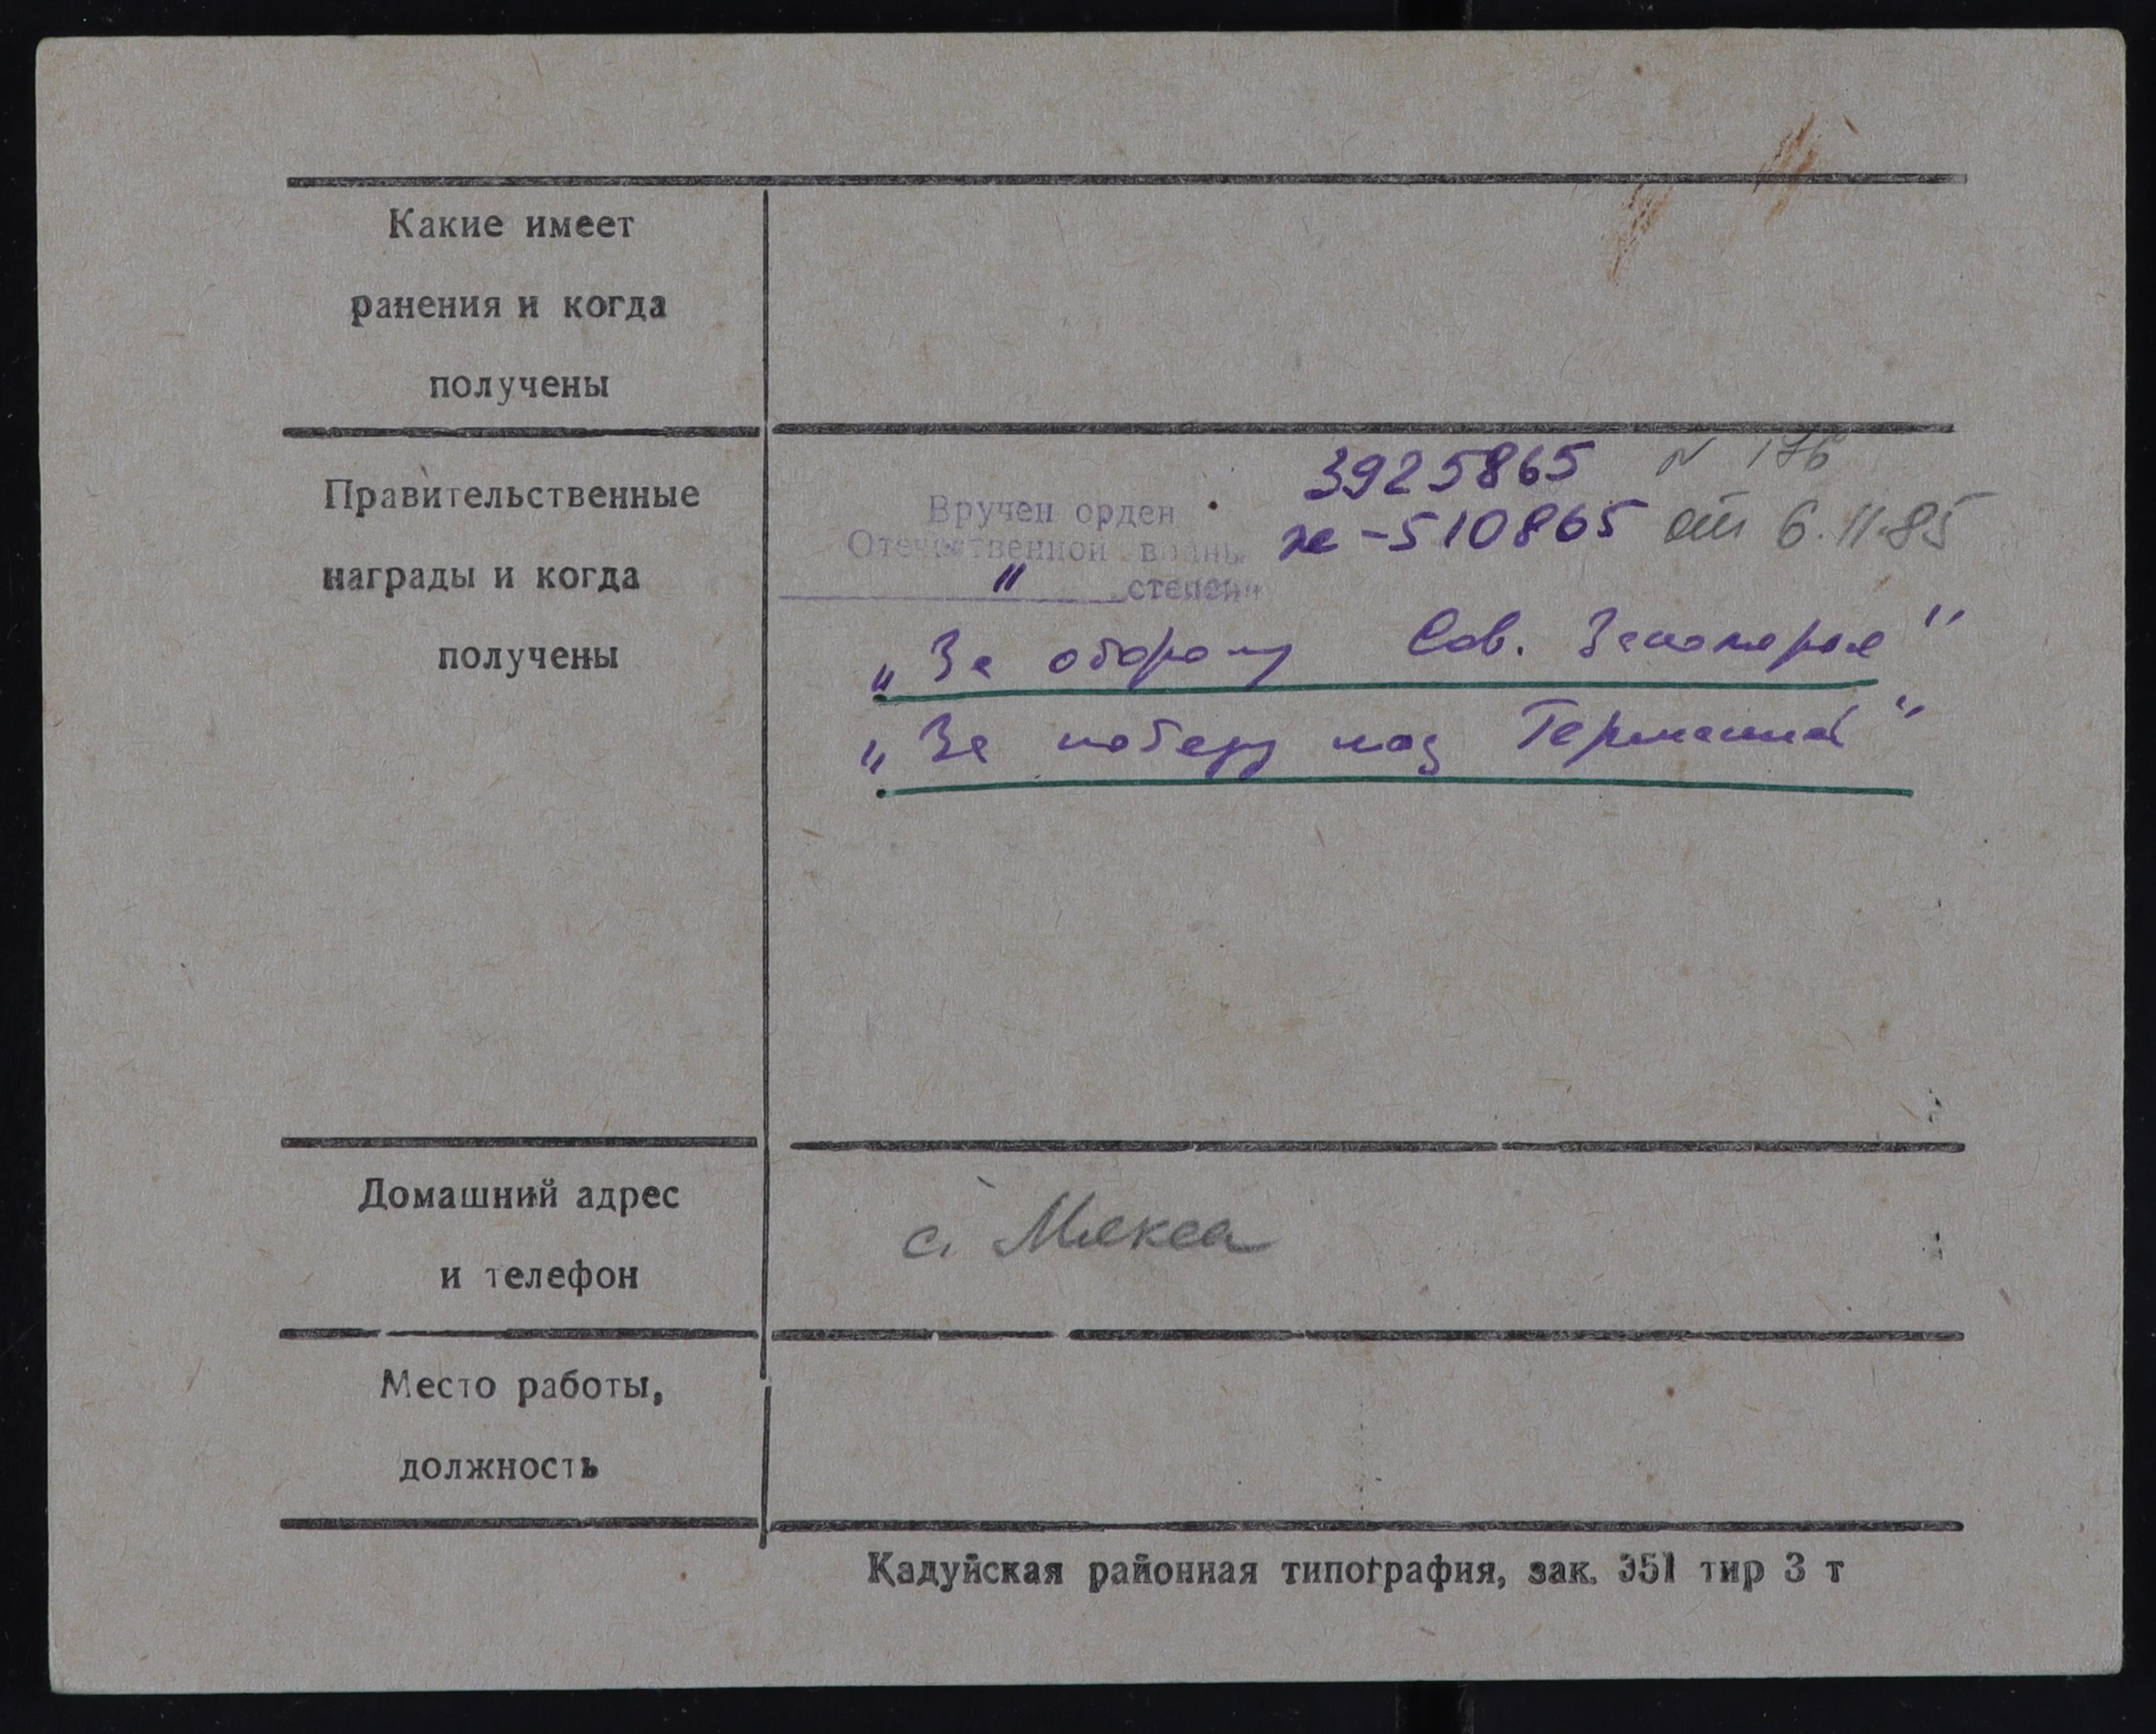 Какие имеет
ранения и когда
получены
Правительственные
награды и когда
получены
Вручен орден
Отечественной войны
" степени
3925865 N 176
же-510865 от 6.11.85
„За оборону Сов. Заполярья"
„За победу над Германией"
Домашний адрес
и телефон
с. Мякса
Место работы,
должность
Кадуйская районная типография, зак. 351 тир 3 т